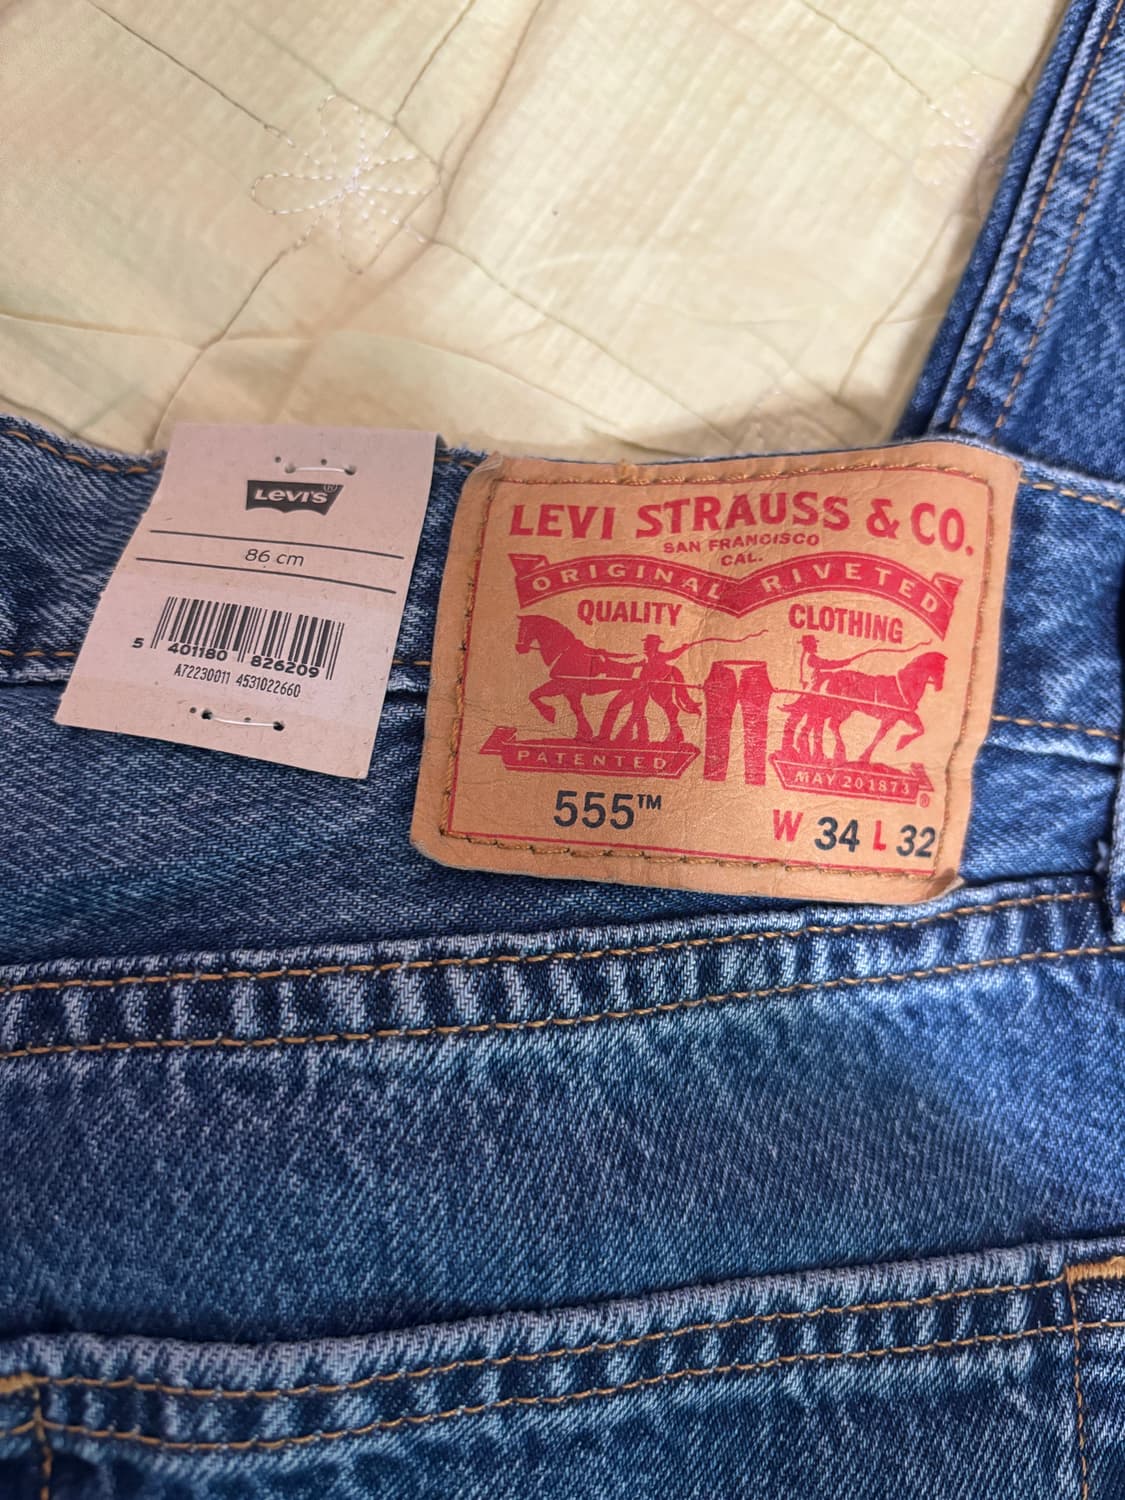 Levi's®
86 cm
5 401180 826209
A72230011 4531022660
LEVI STRAUSS & CO.
SAN FRANCISCO
CAL.
ORIGINAL RIVETED
QUALITY CLOTHING
PATENTED MAY 20 1873 ®
555™ W 34 L 32